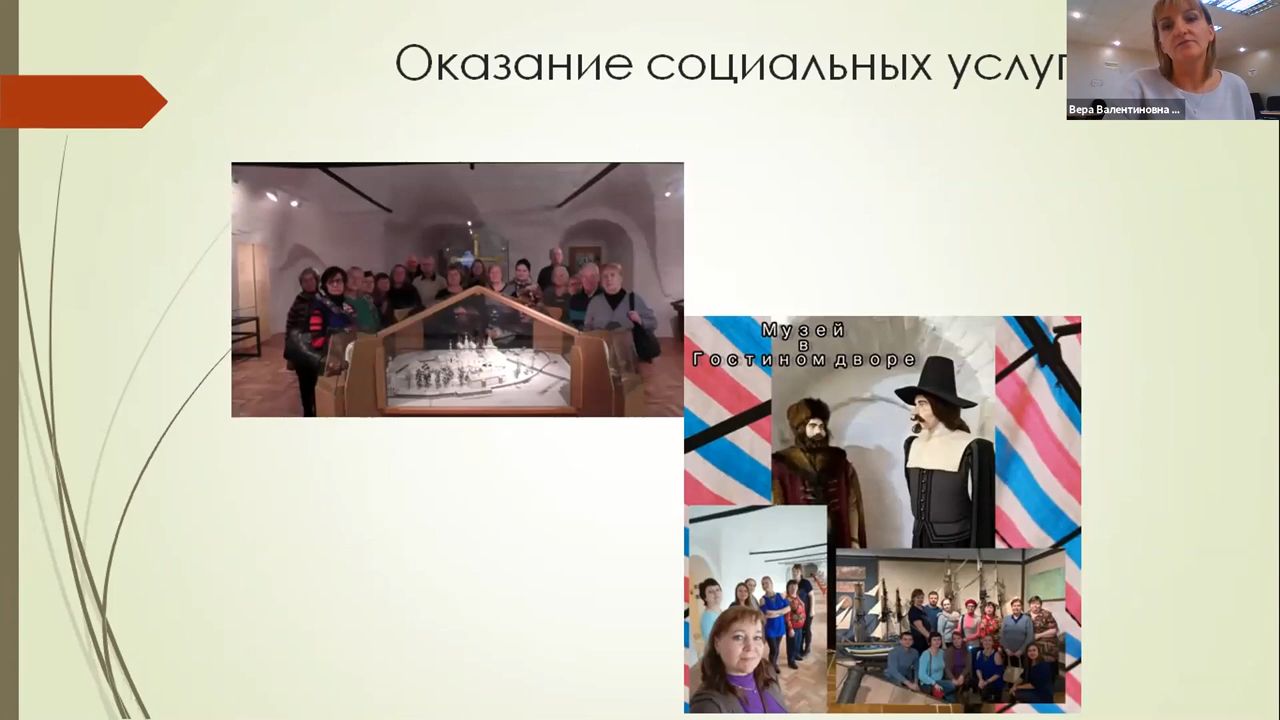 Оказание социальных услуг
Вера Валентиновна ...
Музей
в
Гостином дворе